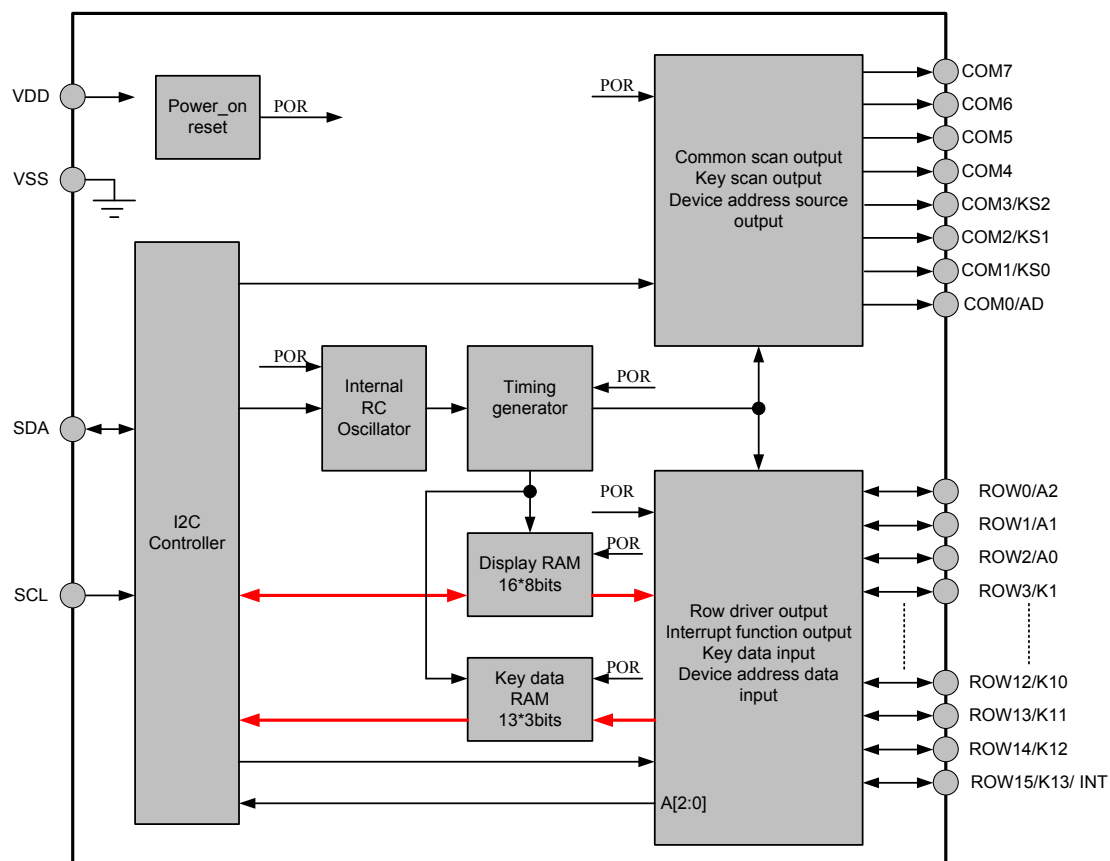 VDD
Power_on
reset
POR
VSS
POR
Common scan output
Key scan output
Device address source
output
COM7
COM6
COM5
COM4
COM3/KS2
COM2/KS1
COM1/KS0
COM0/AD
SDA
SCL
I2C
Controller
POR
Internal
RC
Oscillator
Timing
generator
POR
POR
Display RAM
16*8bits
POR
Key data
RAM
13*3bits
POR
Row driver output
Interrupt function output
Key data input
Device address data
input
A[2:0]
ROW0/A2
ROW1/A1
ROW2/A0
ROW3/K1
ROW12/K10
ROW13/K11
ROW14/K12
ROW15/K13/ INT